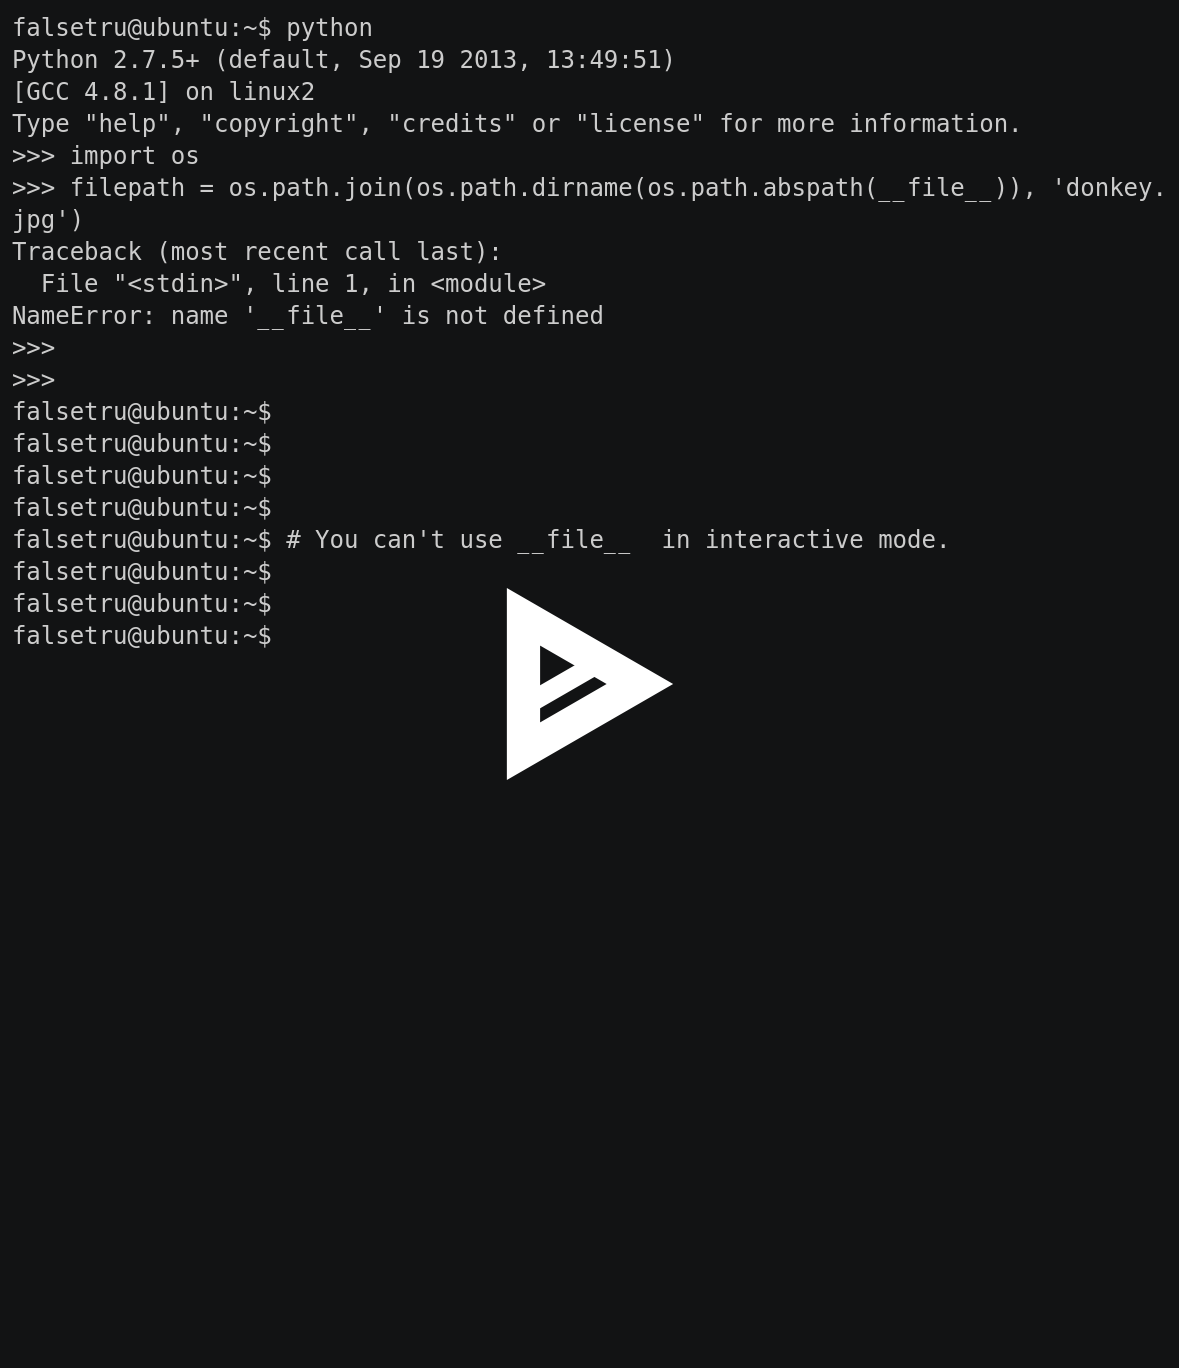 falsetru@ubuntu:~$ python
Python 2.7.5+ (default, Sep 19 2013, 13:49:51)
[GCC 4.8.1] on linux2
Type "help", "copyright", "credits" or "license" for more information.
>>> import os
>>> filepath = os.path.join(os.path.dirname(os.path.abspath(__file__)), 'donkey.
jpg')
Traceback (most recent call last):
  File "<stdin>", line 1, in <module>
NameError: name '__file__' is not defined
>>>
>>>
falsetru@ubuntu:~$
falsetru@ubuntu:~$
falsetru@ubuntu:~$
falsetru@ubuntu:~$
falsetru@ubuntu:~$ # You can't use __file__  in interactive mode.
falsetru@ubuntu:~$
falsetru@ubuntu:~$
falsetru@ubuntu:~$